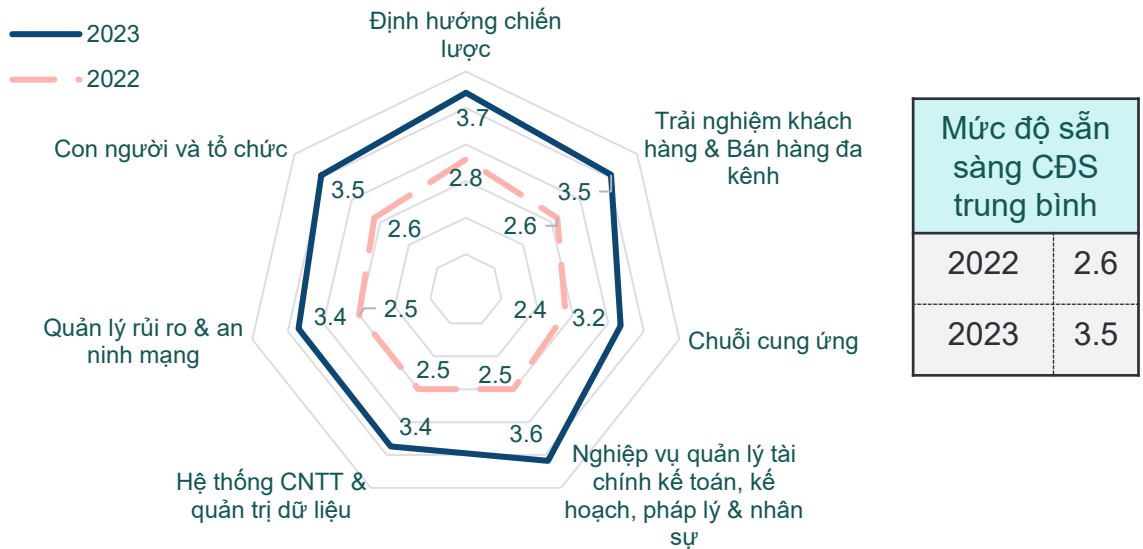 2023
2022
Định hướng chiến
lược
Trải nghiệm khách
hàng & Bán hàng đa
kênh
Chuỗi cung ứng
Nghiệp vụ quản lý tài
chính kế toán, kế
hoạch, pháp lý & nhân
sự
Hệ thống CNTT &
quản trị dữ liệu
Quản lý rủi ro & an
ninh mạng
Con người và tổ chức
3.7
3.5
3.2
3.6
3.4
3.4
3.5
2.8
2.6
2.4
2.5
2.5
2.5
2.6
Mức độ sẵn
sàng CĐS
trung bình
2022 2.6
2023 3.5